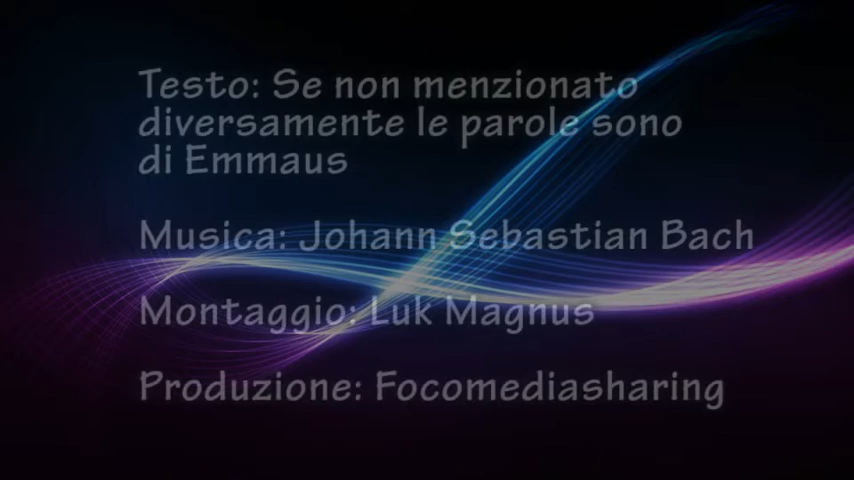 Testo: Se non menzionato
diversamente le parole sono
di Emmaus
Musica: Johann Sebastian Bach
Montaggio: Luk Magnus
Produzione: Focomediasharing